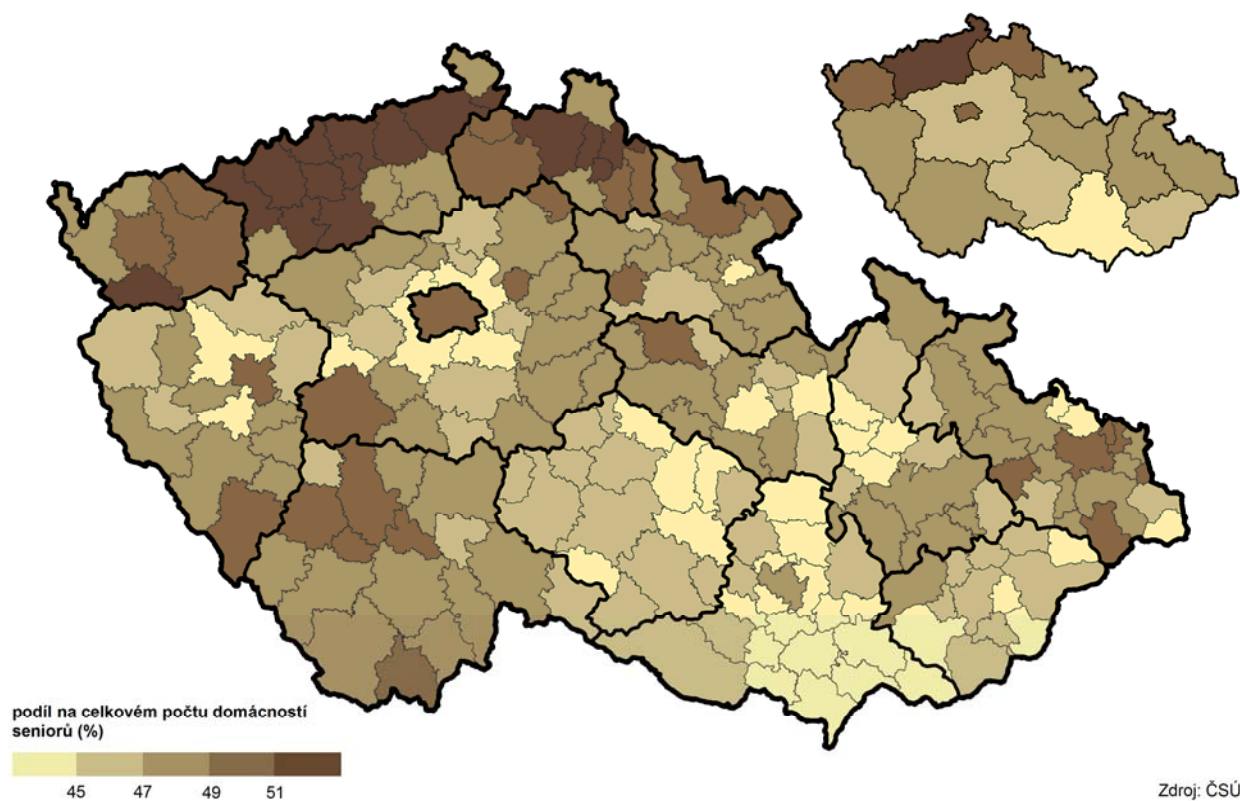 podíl na celkovém počtu domácností
seniorů (%)
45 47 49 51
Zdroj: ČSÚ